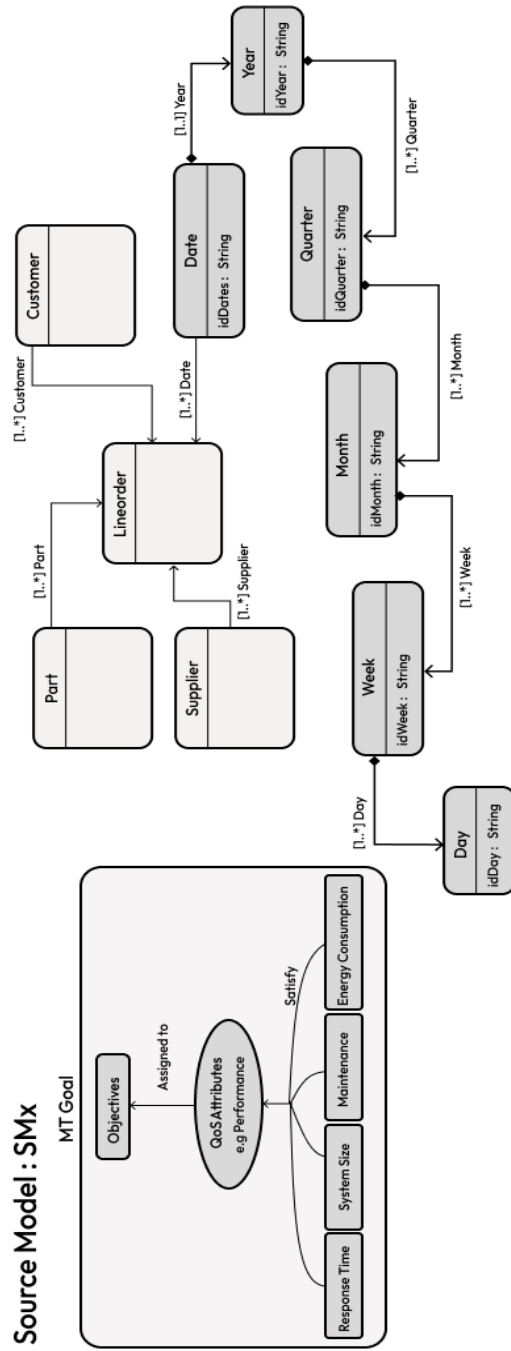 Source Model : SMx
MT Goal
Objectives
Assigned to
QoS Attributes
e.g Performance
Satisfy
Response Time
System Size
Maintenance
Energy Consumption
Part
[1..*] Part
Customer
[1..*] Customer
Lineorder
Supplier
[1..*] Supplier
[1..*] Date
Date
idDates : String
[1..1] Year
Year
idYear : String
[1..*] Quarter
Quarter
idQuarter : String
[1..*] Month
Month
idMonth : String
[1..*] Week
Week
idWeek : String
[1..*] Day
Day
idDay : String